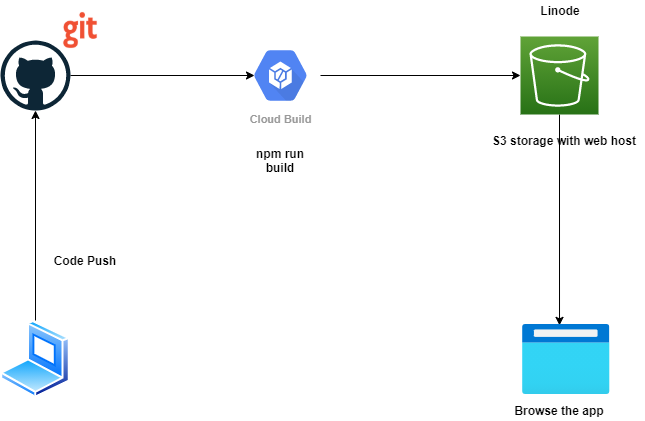 git
Linode
Cloud Build
S3 storage with web host
npm run
build
Code Push
Browse the app